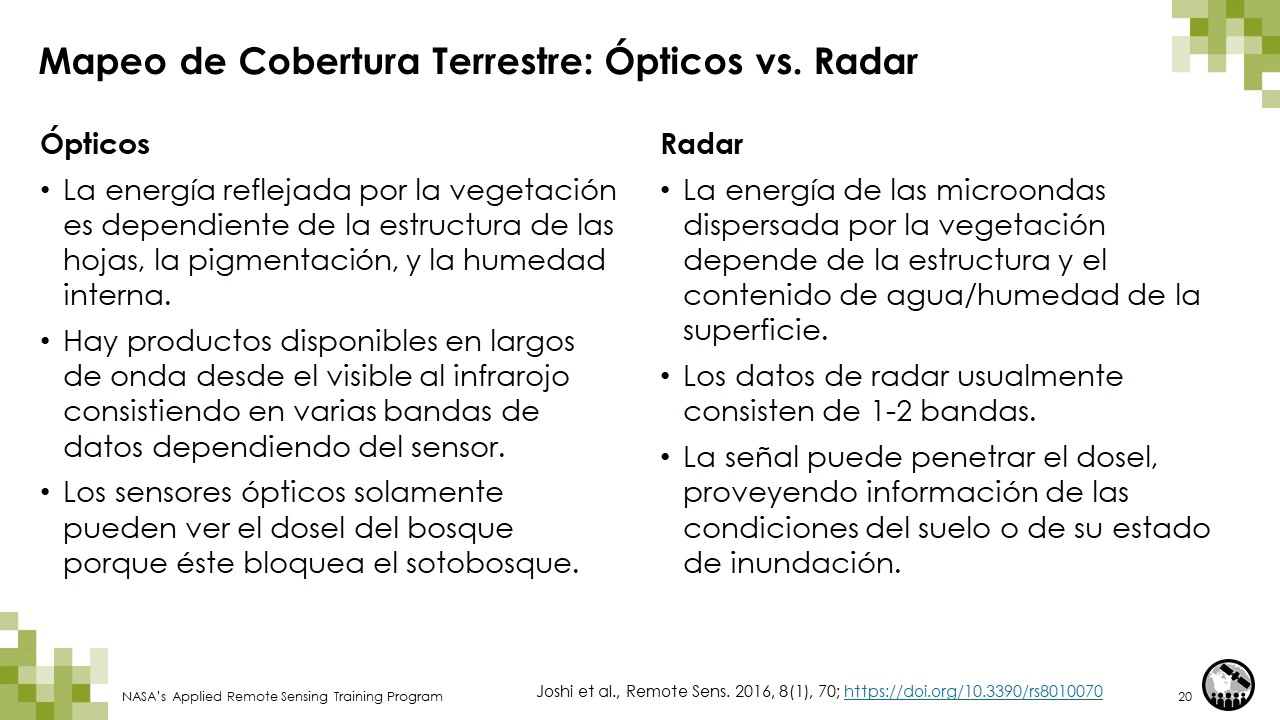 Mapeo de Cobertura Terrestre: Ópticos vs. Radar
Ópticos
• La energía reflejada por la vegetación
es dependiente de la estructura de las
hojas, la pigmentación, y la humedad
interna.
• Hay productos disponibles en largos
de onda desde el visible al infrarojo
consistiendo en varias bandas de
datos dependiendo del sensor.
• Los sensores ópticos solamente
pueden ver el dosel del bosque
porque éste bloquea el sotobosque.
Radar
• La energía de las microondas
dispersada por la vegetación
depende de la estructura y el
contenido de agua/humedad de la
superficie.
• Los datos de radar usualmente
consisten de 1-2 bandas.
• La señal puede penetrar el dosel,
proveyendo información de las
condiciones del suelo o de su estado
de inundación.
NASA's Applied Remote Sensing Training Program
Joshi et al., Remote Sens. 2016, 8(1), 70; https://doi.org/10.3390/rs8010070
20